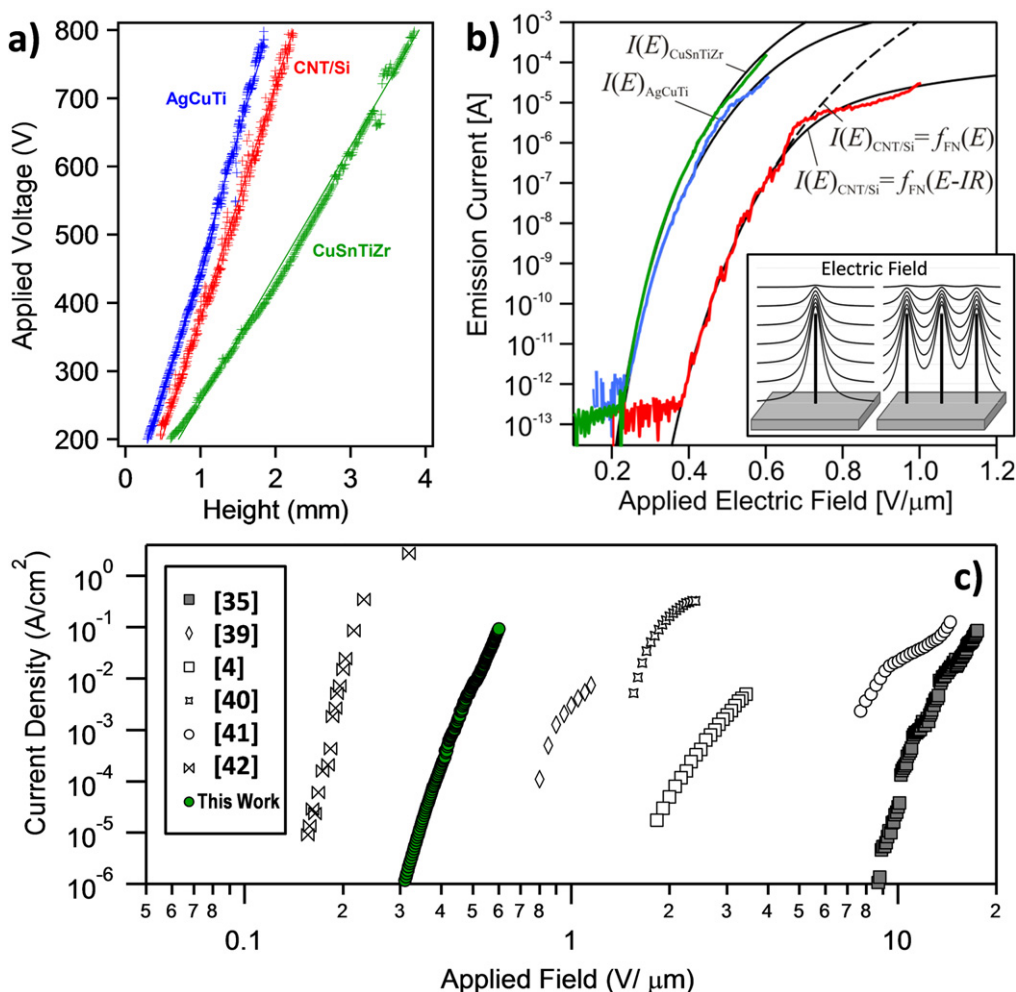 a)
800
700
600
500
400
300
200
Applied Voltage (V)
AgCuTi
CNT/Si
CuSnTiZr
0
1
2
3
4
Height (mm)
b)
10⁻³
10⁻⁴
10⁻⁵
10⁻⁶
10⁻⁷
10⁻⁸
10⁻⁹
10⁻¹⁰
10⁻¹¹
10⁻¹²
10⁻¹³
Emission Current [A]
I(E)CuSnTiZr
I(E)AgCuTi
I(E)CNT/Si=fFN(E)
I(E)CNT/Si=fFN(E-IR)
Electric Field
0.2
0.4
0.6
0.8
1.0
1.2
Applied Electric Field [V/μm]
c)
10⁰
10⁻¹
10⁻²
10⁻³
10⁻⁴
10⁻⁵
10⁻⁶
Current Density (A/cm²)
[35]
[39]
[4]
[40]
[41]
[42]
This Work
5 6 7 8 2 3 4 5 6 7 8 2 3 4 5 6 7 8 2
0.1 1 10
Applied Field (V/ μm)